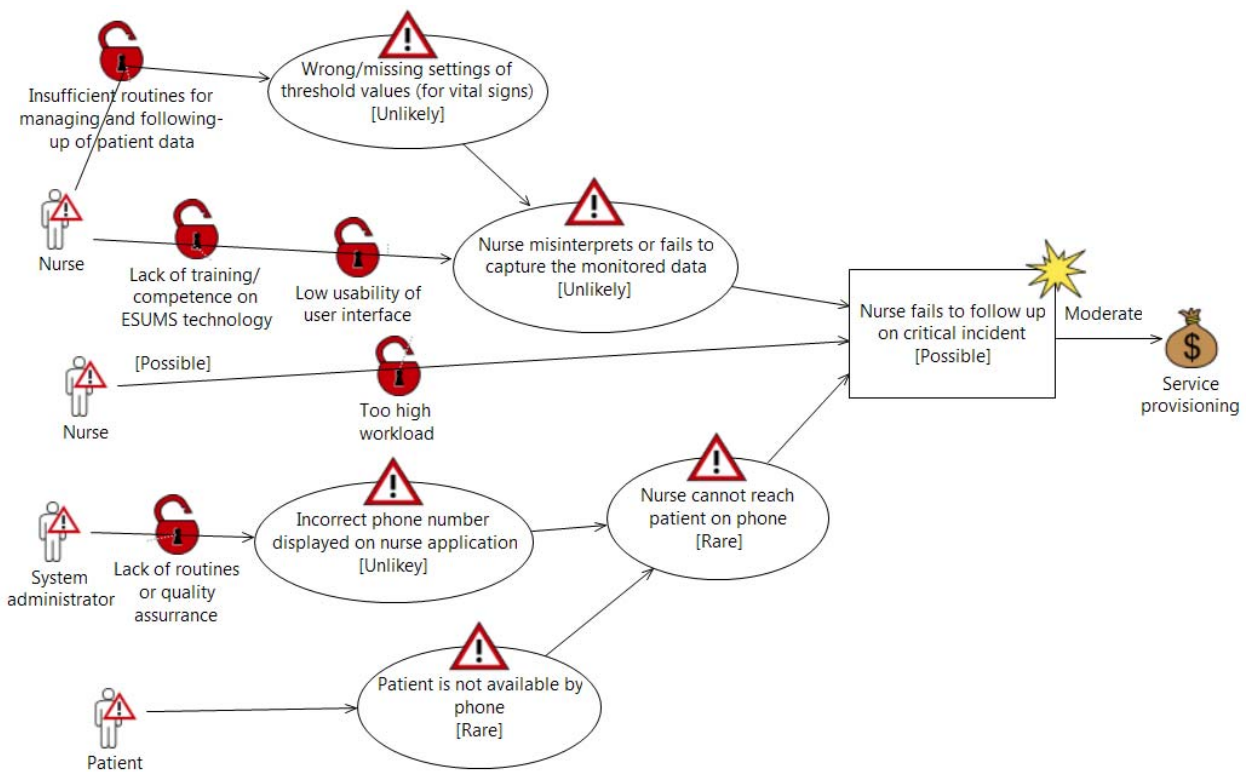 Wrong/missing settings of
threshold values (for vital signs)
[Unlikely]
Insufficient routines for
managing and following-
up of patient data
Nurse
Lack of training/
competence on
ESUMS technology
Low usability of
user interface
Nurse misinterprets or fails to
capture the monitored data
[Unlikely]
Nurse fails to follow up
on critical incident
[Possible]
Moderate
$
Service
provisioning
[Possible]
Nurse
Too high
workload
Nurse cannot reach
patient on phone
[Rare]
Incorrect phone number
displayed on nurse application
[Unlikey]
System
administrator
Lack of routines
or quality
assurrance
Patient is not available by
phone
[Rare]
Patient